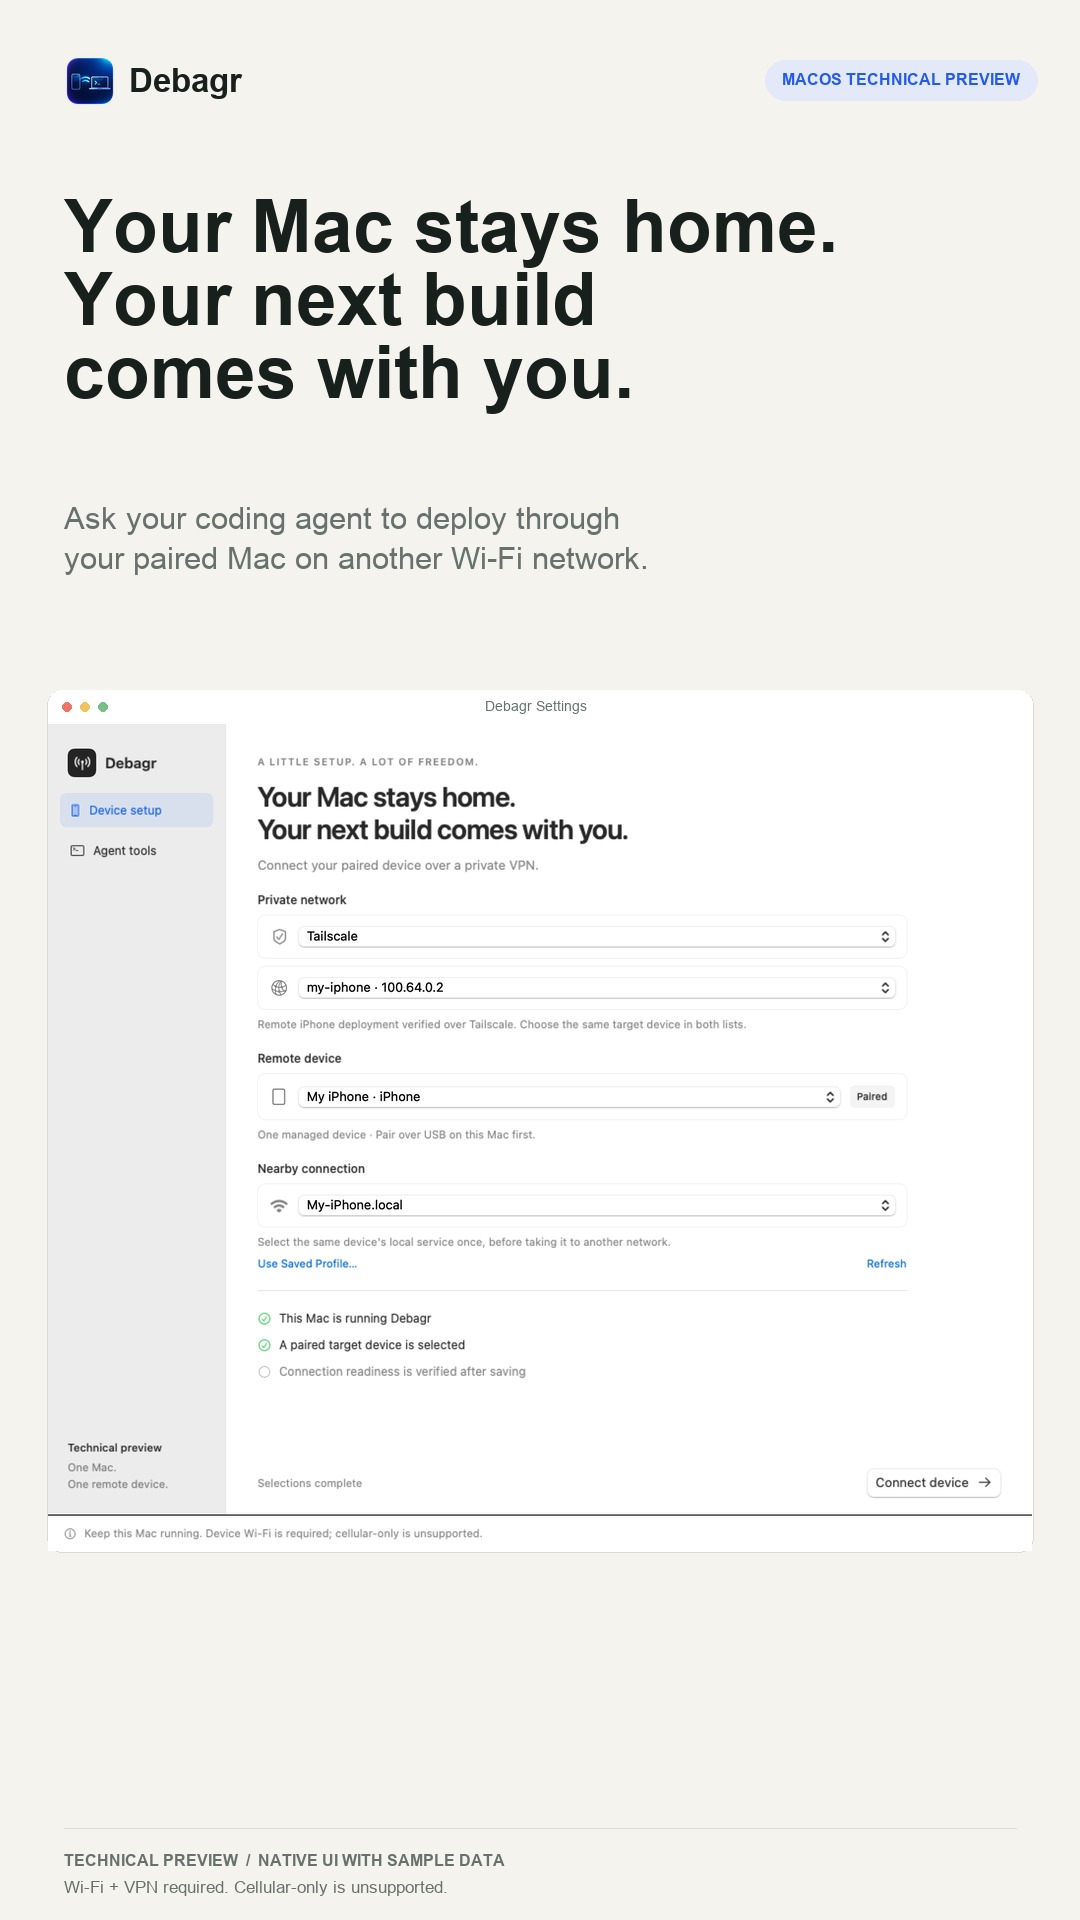 Debagr
MACOS TECHNICAL PREVIEW
Your Mac stays home.
Your next build
comes with you.
Ask your coding agent to deploy through
your paired Mac on another Wi-Fi network.
Debagr Settings
Debagr
Device setup
Agent tools
Technical preview
One Mac.
One remote device.
A LITTLE SETUP. A LOT OF FREEDOM.
Your Mac stays home.
Your next build comes with you.
Connect your paired device over a private VPN.
Private network
Tailscale
my-iphone · 100.64.0.2
Remote iPhone deployment verified over Tailscale. Choose the same target device in both lists.
Remote device
My iPhone · iPhone
Paired
One managed device · Pair over USB on this Mac first.
Nearby connection
My-iPhone.local
Select the same device's local service once, before taking it to another network.
Use Saved Profile...
Refresh
This Mac is running Debagr
A paired target device is selected
Connection readiness is verified after saving
Selections complete
Connect device
Keep this Mac running. Device Wi-Fi is required; cellular-only is unsupported.
TECHNICAL PREVIEW / NATIVE UI WITH SAMPLE DATA
Wi-Fi + VPN required. Cellular-only is unsupported.